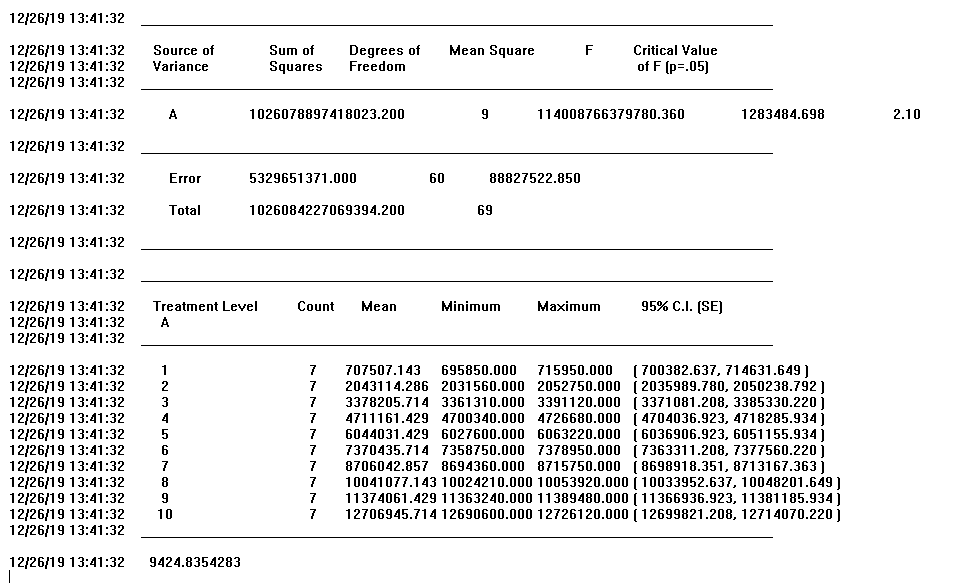 12/26/19 13:41:32
12/26/19 13:41:32 Source of Sum of Degrees of Mean Square F Critical Value
12/26/19 13:41:32 Variance Squares Freedom of F (p=.05)
12/26/19 13:41:32
12/26/19 13:41:32 A 1026078897418023.200 9 114008766379780.360 1283484.698 2.10
12/26/19 13:41:32
12/26/19 13:41:32 Error 5329651371.000 60 88827522.850
12/26/19 13:41:32 Total 1026084227069394.200 69
12/26/19 13:41:32
12/26/19 13:41:32
12/26/19 13:41:32 Treatment Level Count Mean Minimum Maximum 95% C.I. (SE)
12/26/19 13:41:32 A
12/26/19 13:41:32
12/26/19 13:41:32 1 7 707507.143 695850.000 715950.000 ( 700382.637, 714631.649 )
12/26/19 13:41:32 2 7 2043114.286 2031560.000 2052750.000 ( 2035989.780, 2050238.792 )
12/26/19 13:41:32 3 7 3378205.714 3361310.000 3391120.000 ( 3371081.208, 3385330.220 )
12/26/19 13:41:32 4 7 4711161.429 4700340.000 4726680.000 ( 4704036.923, 4718285.934 )
12/26/19 13:41:32 5 7 6044031.429 6027600.000 6063220.000 ( 6036906.923, 6051155.934 )
12/26/19 13:41:32 6 7 7370435.714 7358750.000 7378950.000 ( 7363311.208, 7377560.220 )
12/26/19 13:41:32 7 7 8706042.857 8694360.000 8715750.000 ( 8698918.351, 8713167.363 )
12/26/19 13:41:32 8 7 10041077.143 10024210.000 10053920.000 ( 10033952.637, 10048201.649 )
12/26/19 13:41:32 9 7 11374061.429 11363240.000 11389480.000 ( 11366936.923, 11381185.934 )
12/26/19 13:41:32 10 7 12706945.714 12690600.000 12726120.000 ( 12699821.208, 12714070.220 )
12/26/19 13:41:32
12/26/19 13:41:32 9424.8354283